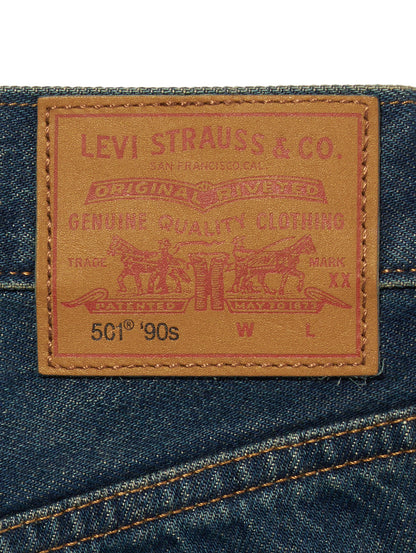 LEVI STRAUSS & CO.
SAN FRANCISCO CAL.
ORIGINAL RIVETED
GENUINE QUALITY CLOTHING
TRADE MARK
XX
PATENTED MAY 20 1873
501® '90s W L